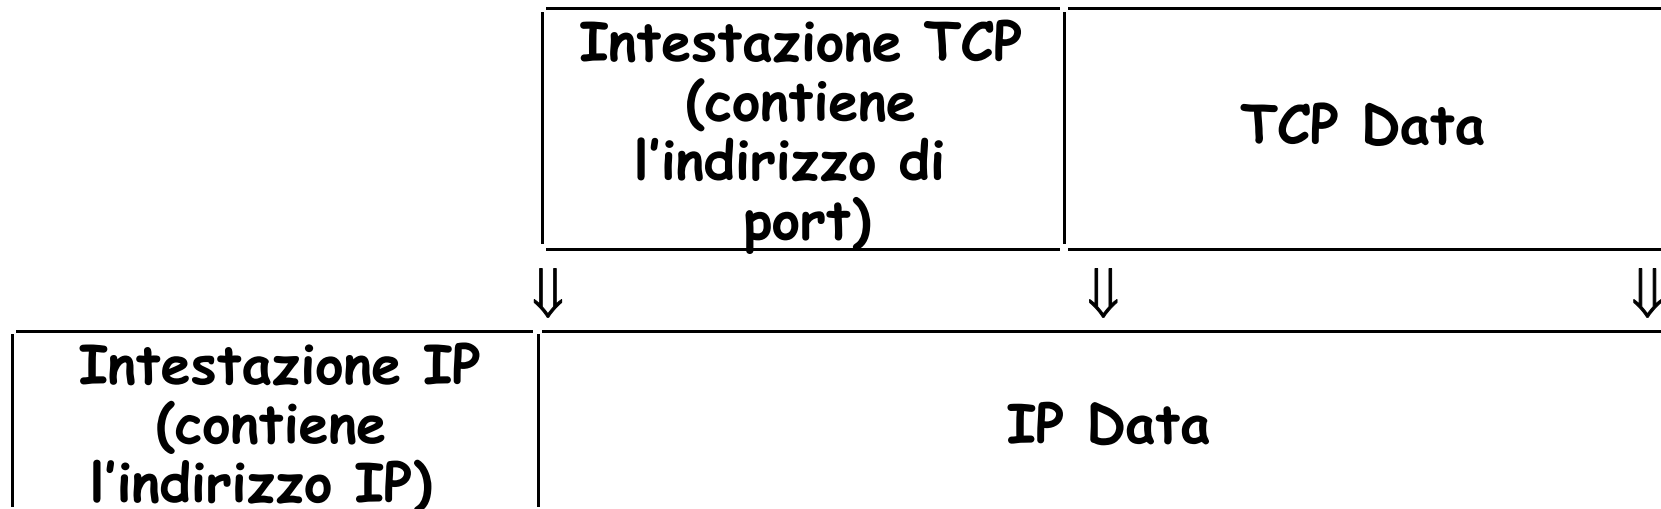 Intestazione TCP
(contiene
l'indirizzo di
port)
TCP Data
⇓ ⇓ ⇓
Intestazione IP
(contiene
l'indirizzo IP)
IP Data